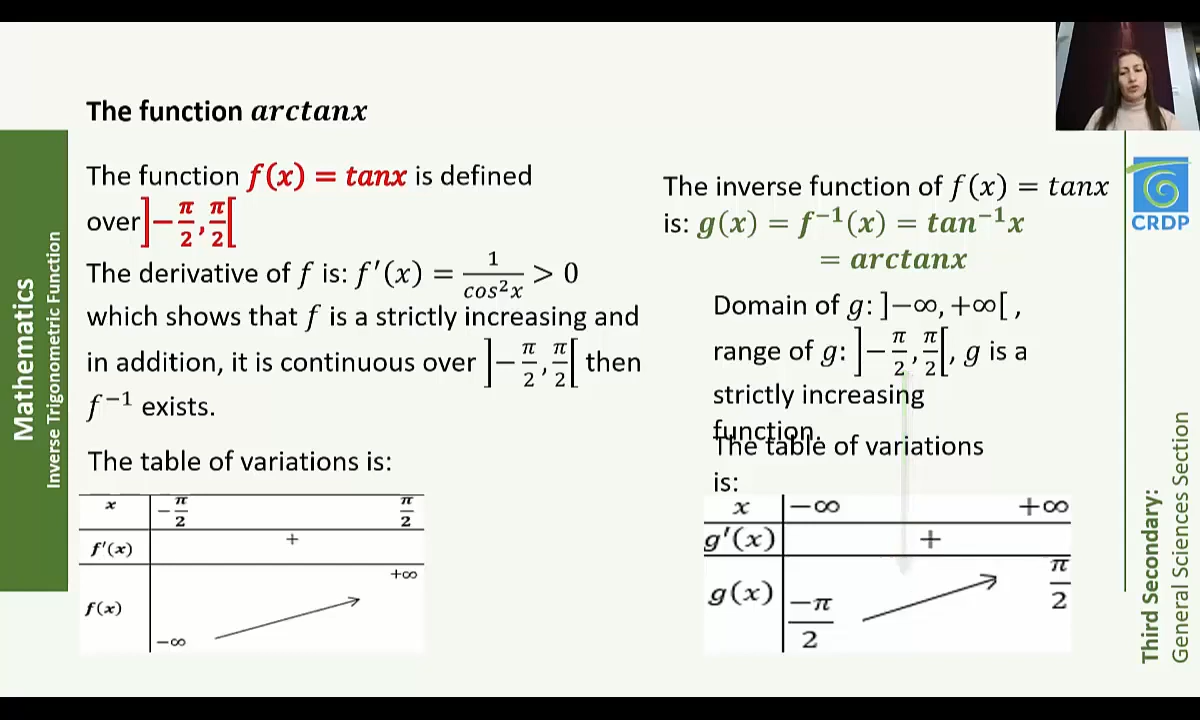 The function arctanx
The function f(x) = tanx is defined
over ]−π/2, π/2[
The derivative of f is: f′(x) = 1/cos²x > 0
which shows that f is a strictly increasing and
in addition, it is continuous over ]−π/2, π/2[ then
f⁻¹ exists.
The table of variations is:
x −π/2 π/2
f′(x) +
f(x) −∞ +∞
The inverse function of f(x) = tanx
is: g(x) = f⁻¹(x) = tan⁻¹x
= arctanx
Domain of g: ]−∞, +∞[ ,
range of g: ]−π/2, π/2[, g is a
strictly increasing
function.
The table of variations
is:
x −∞ +∞
g′(x) +
g(x) −π/2 π/2
Mathematics
Inverse Trigonometric Function
CRDP
Third Secondary:
General Sciences Section